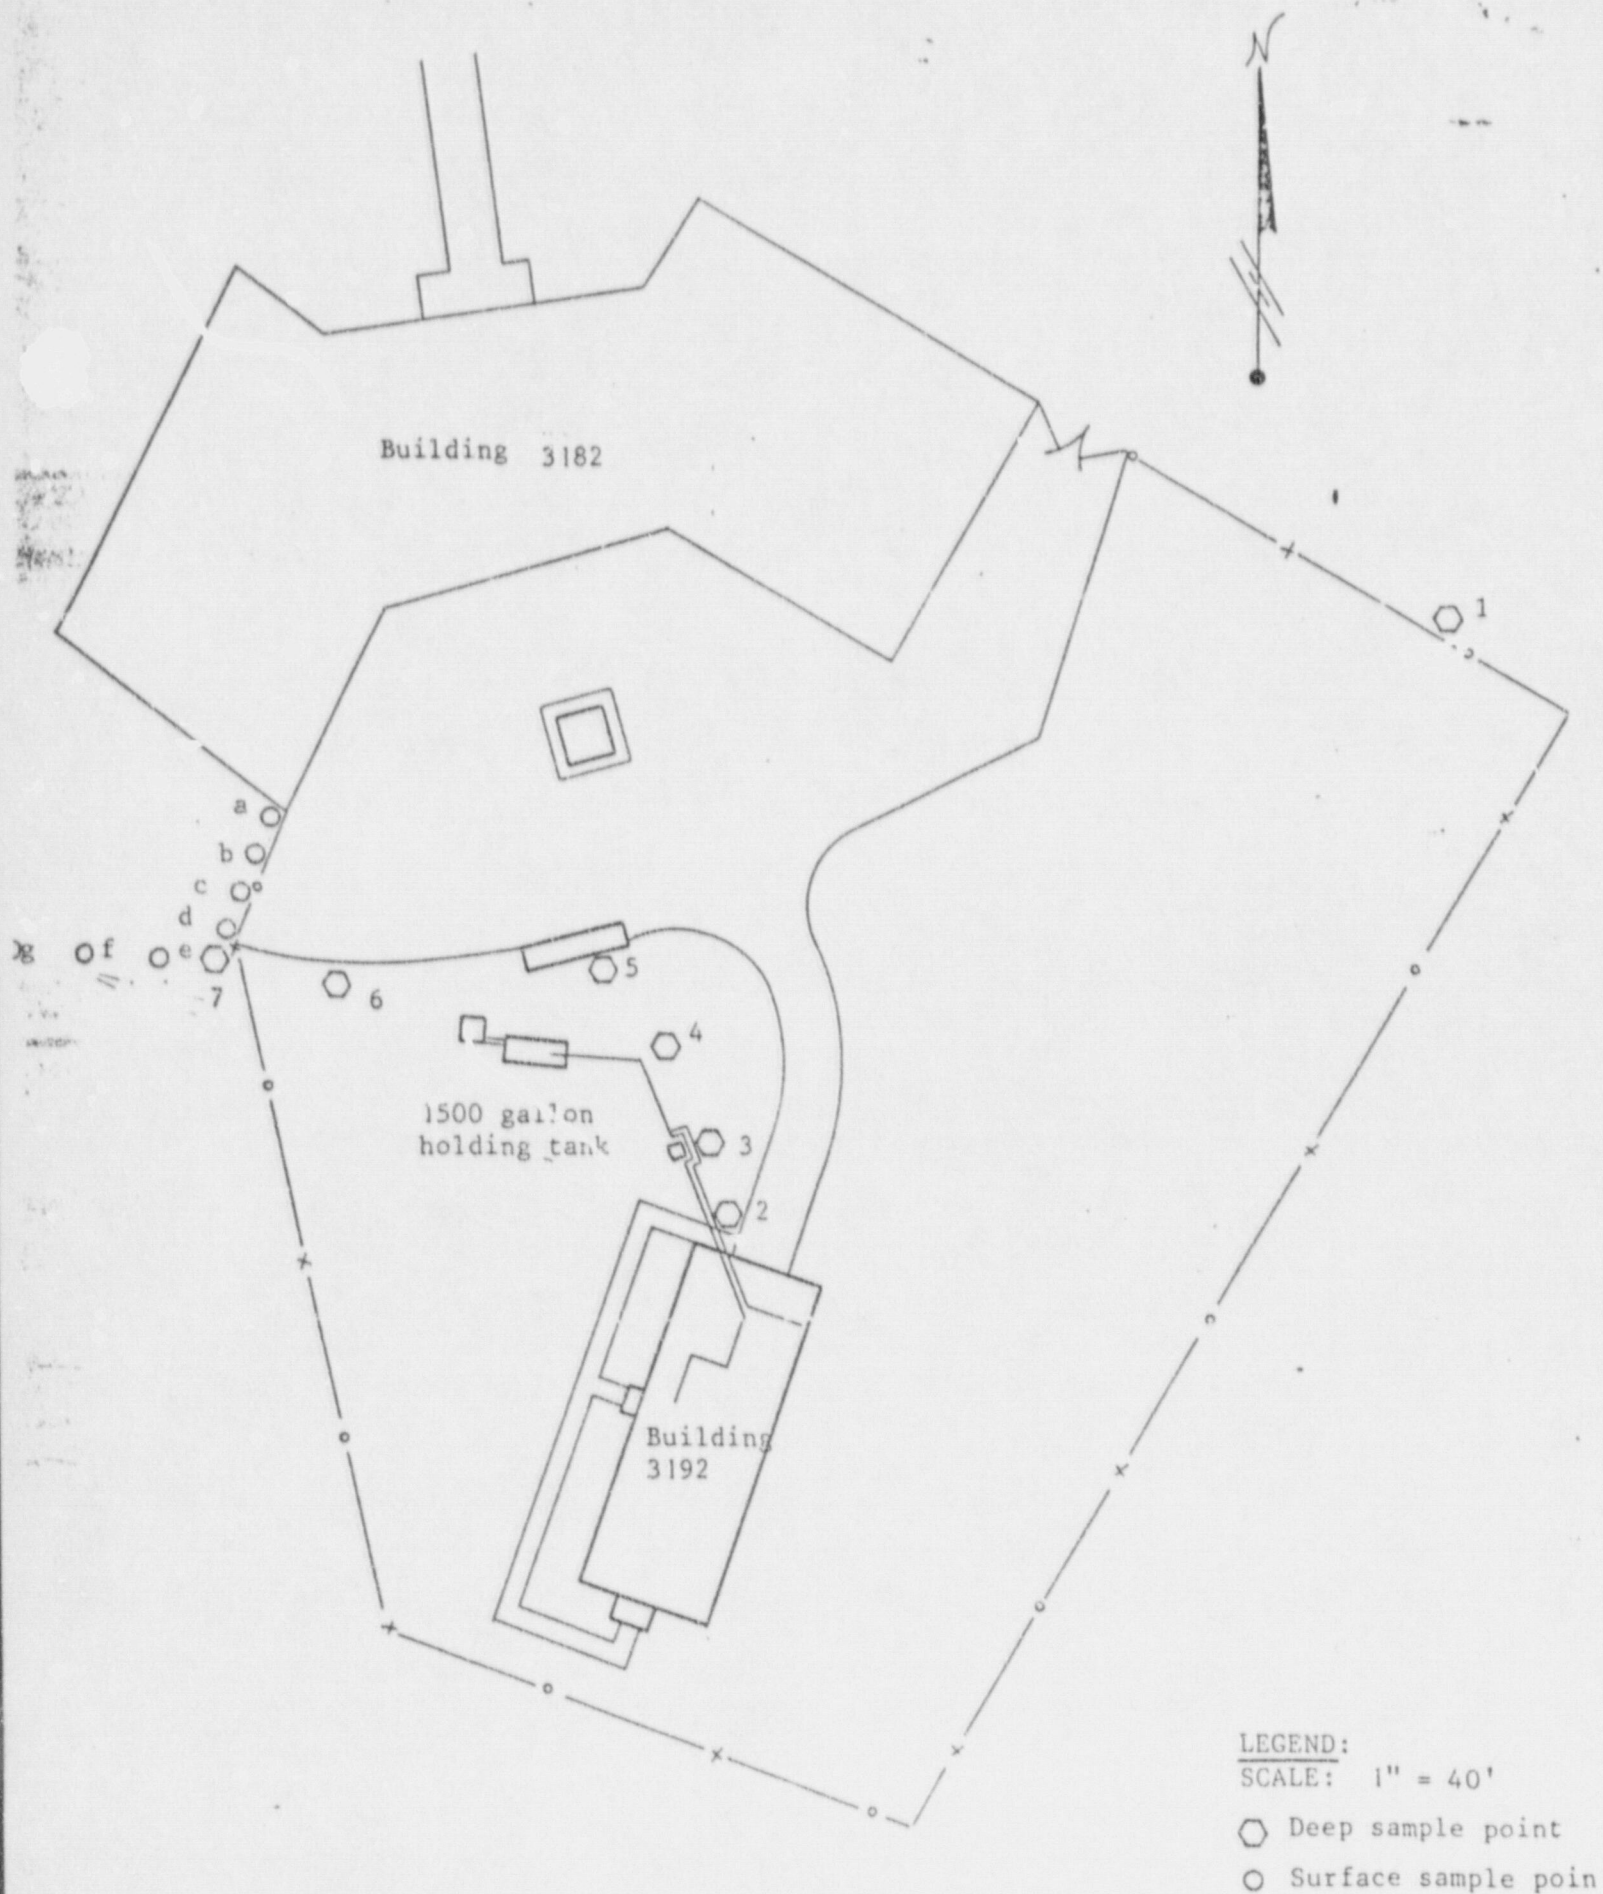 N
Building 3182
1
a
b
c
d
g
f
e
7
6
5
4
1500 gallon
holding tank
3
2
Building
3192
LEGEND:
SCALE: 1" = 40'
Deep sample point
Surface sample poin